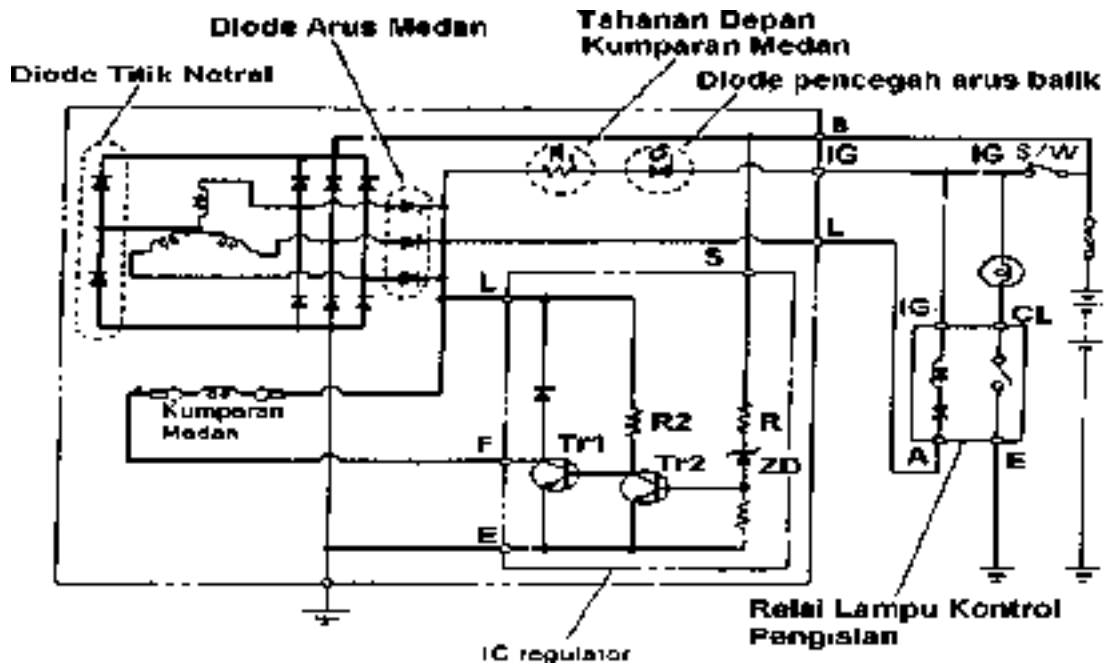 Diode Arus Medan
Tahanan Depan
Kumparan Medan
Diode Titik Netral
Diode pencegah arus balik
B
IG
IG S/W
L
S
L
IG
CL
Kumparan
Medan
R2
R
F
Tr1
Tr2
ZD
A
E
E
Relai Lampu Kontrol
Pengisian
IC regulator